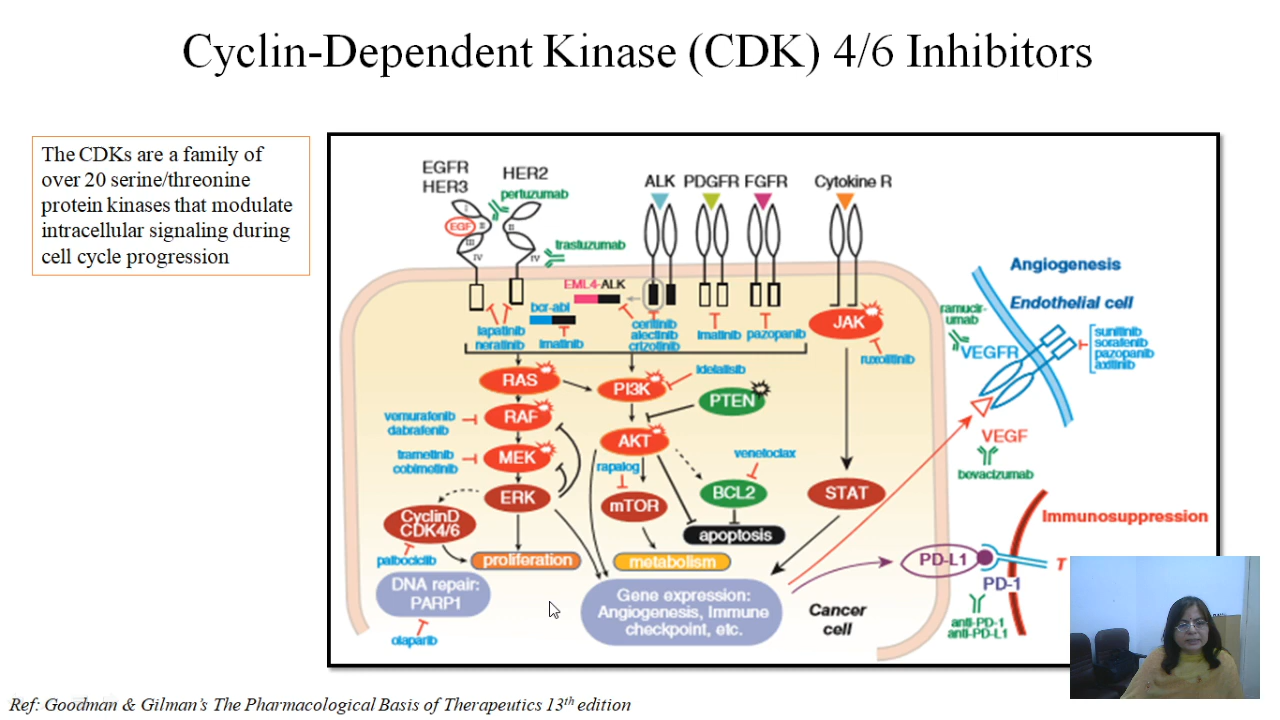 Cyclin-Dependent Kinase (CDK) 4/6 Inhibitors
The CDKs are a family of
over 20 serine/threonine
protein kinases that modulate
intracellular signaling during
cell cycle progression
EGFR
HER3
HER2
pertuzumab
EGF
I
II
III
IV
II
IV
trastuzumab
ALK
PDGFR
FGFR
Cytokine R
EML4-ALK
bcr-abl
imatinib
lapatinib
neratinib
ceritinib
alectinib
crizotinib
imatinib
pazopanib
JAK
ruxolitinib
RAS
PI3K
idelalisib
PTEN
vemurafenib
dabrafenib
RAF
AKT
trametinib
cobimetinib
MEK
rapalog
venetoclax
ERK
mTOR
BCL2
STAT
CyclinD
CDK4/6
palbociclib
proliferation
metabolism
apoptosis
DNA repair:
PARP1
olaparib
Gene expression:
Angiogenesis, Immune
checkpoint, etc.
Cancer
cell
Angiogenesis
Endothelial cell
ramucir-
umab
VEGFR
sunitinib
sorafenib
pazopanib
axitinib
VEGF
bevacizumab
Immunosuppression
PD-L1
PD-1
T
anti-PD-1
anti-PD-L1
Ref: Goodman & Gilman's The Pharmacological Basis of Therapeutics 13th edition